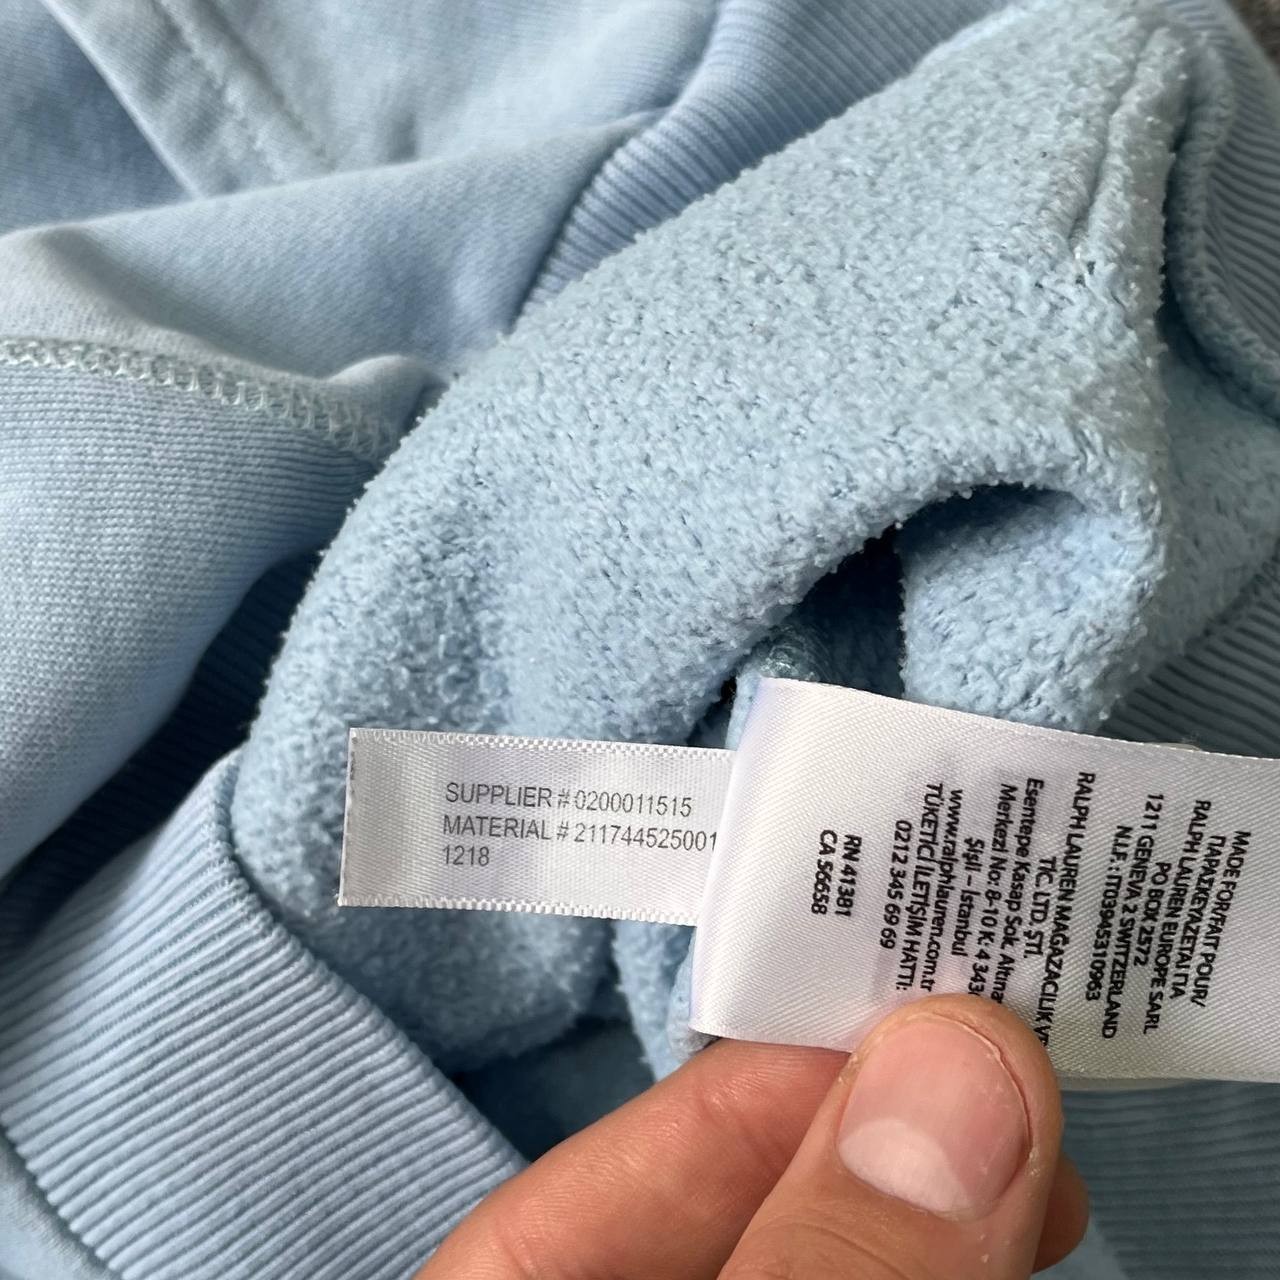 SUPPLIER # 0200011515
MATERIAL # 211744525001
1218
MADE FOR/FAIT POUR/
ΠΑΡΑΣΚΕΥΑΖΕΤΑΙ ΓΙΑ
RALPH LAUREN EUROPE SARL
PO BOX 2572
1211 GENEVA 2 SWITZERLAND
N.I.F. : IT03945310963
RALPH LAUREN MAĞAZACILIK VE
TİC. LTD. ŞTİ.
Esentepe Kasap Sok.
Merkezi No: 8-10 K: 4
Şişli – Istanbul
www.ralphlauren.com.tr
TÜKETİCİ İLETİŞİM HATTI:
0212 345 69 69
RN 41381
CA 56658